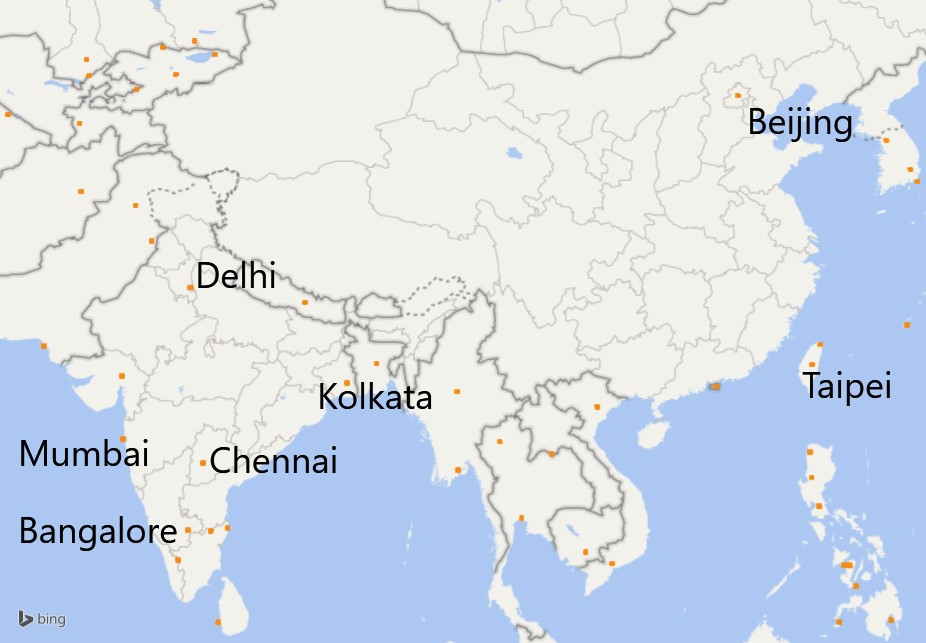 Beijing
Delhi
Taipei
Kolkata
Mumbai
Chennai
Bangalore
bing